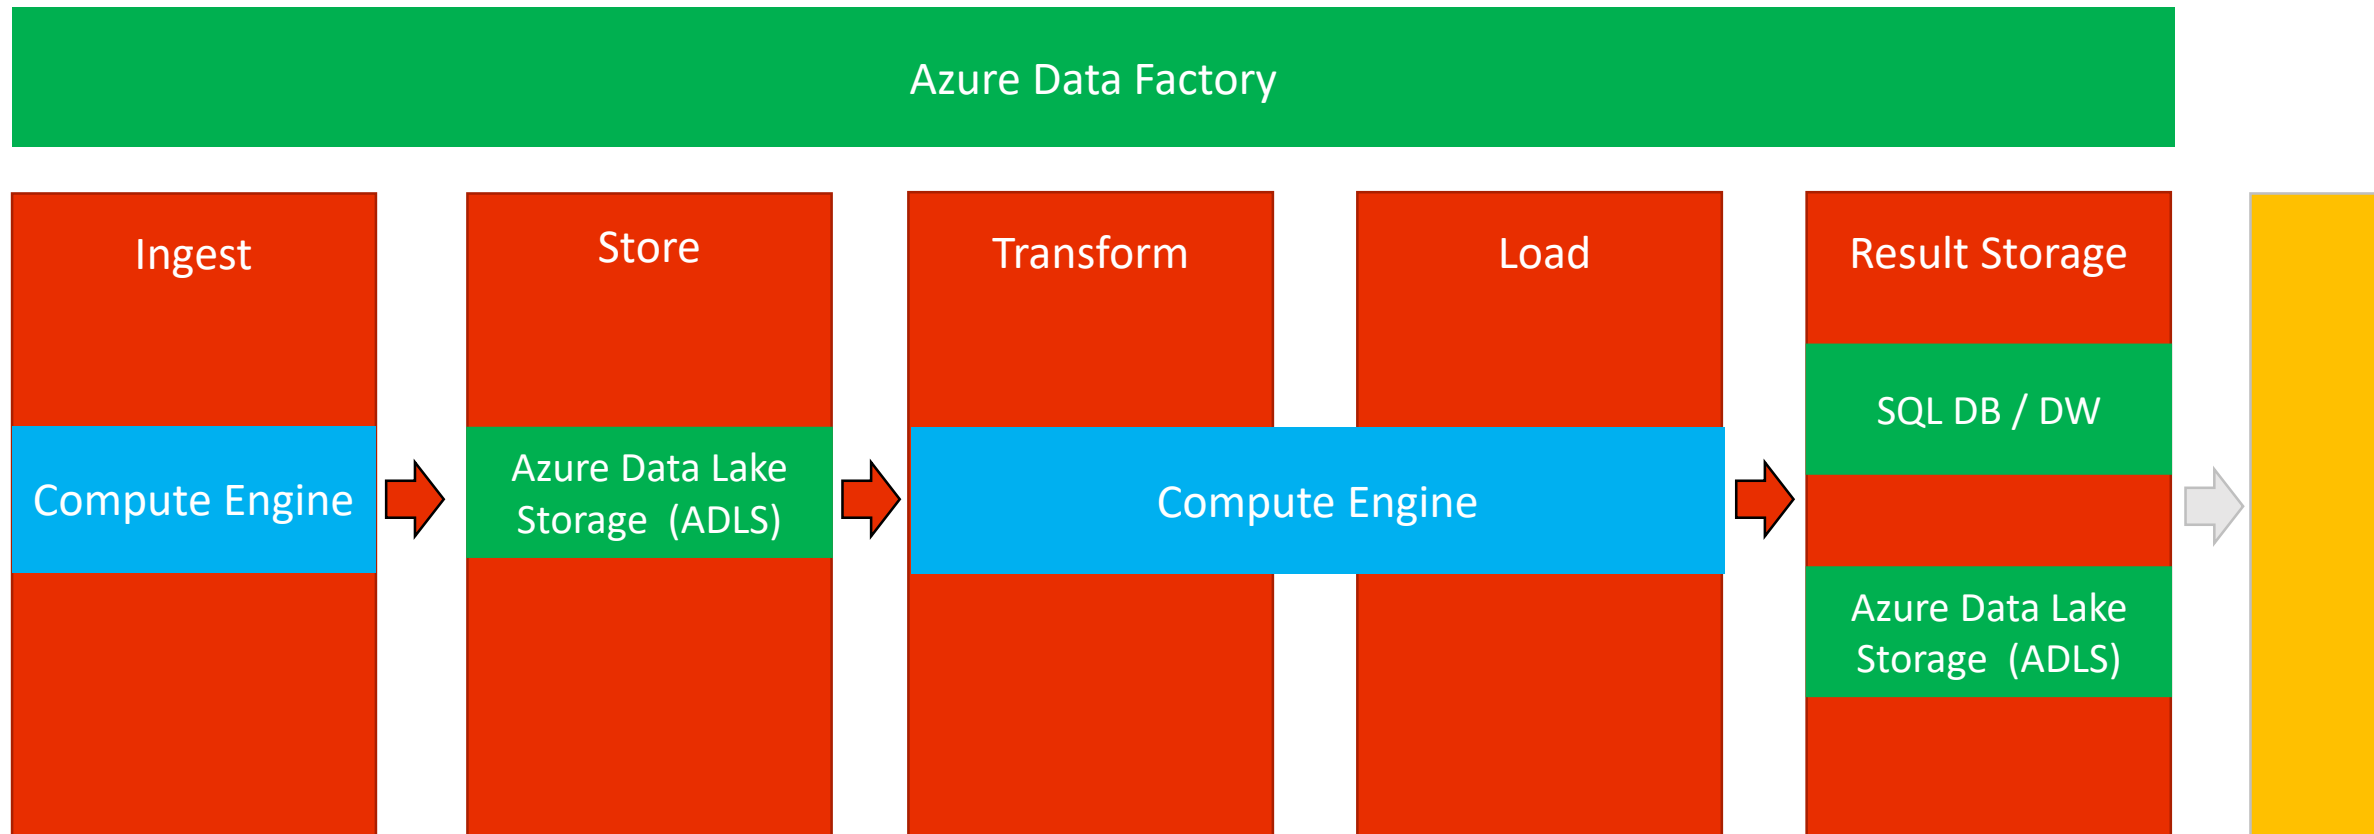 Azure Data Factory
Ingest
Store
Transform
Load
Result Storage
Compute Engine
Azure Data Lake
Storage (ADLS)
Compute Engine
SQL DB / DW
Azure Data Lake
Storage (ADLS)